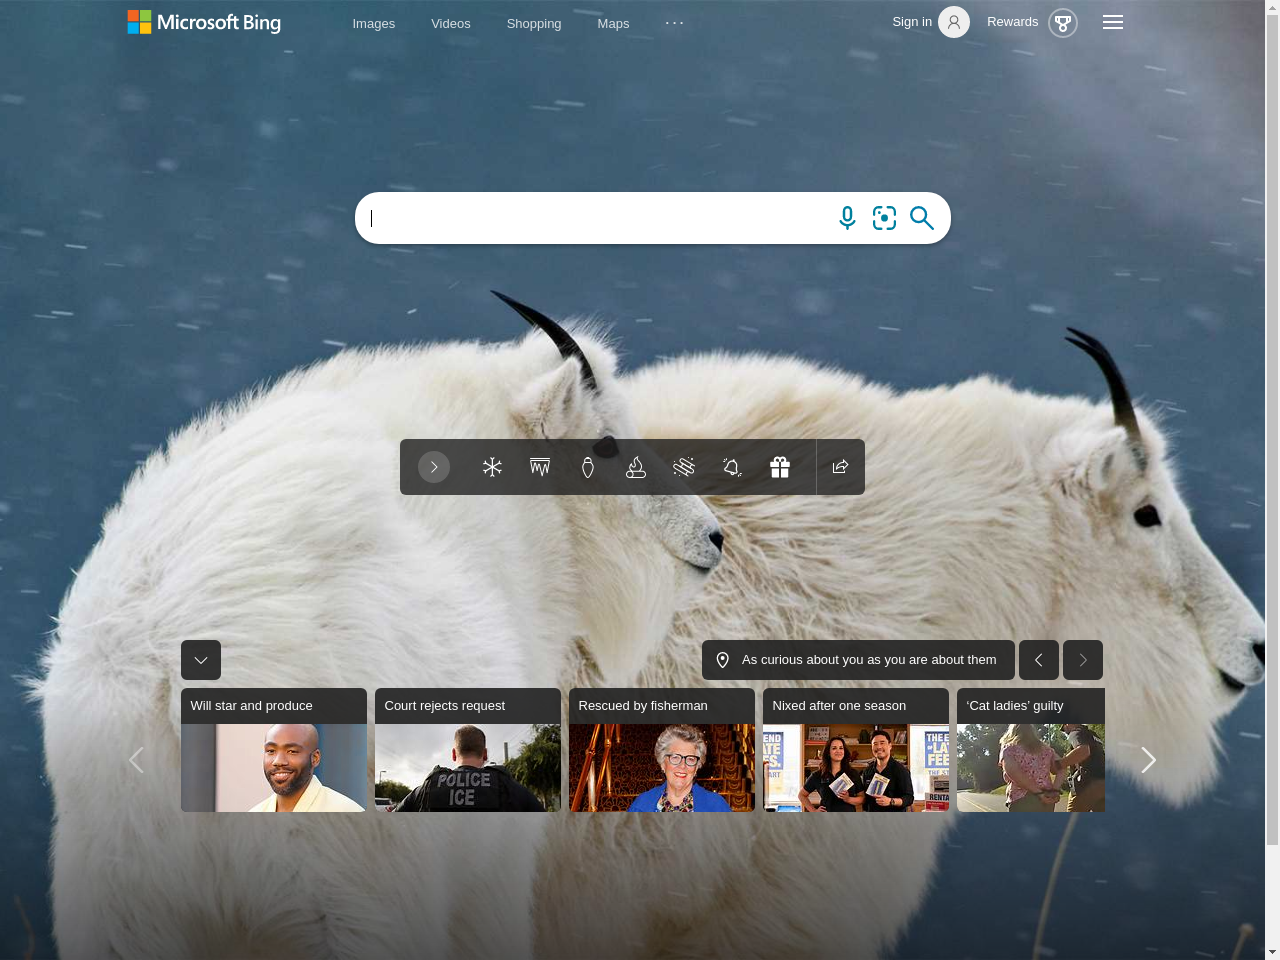 Microsoft Bing
Images Videos Shopping Maps
Sign in Rewards
As curious about you as you are about them
Will star and produce
Court rejects request
Rescued by fisherman
Nixed after one season
‘Cat ladies’ guilty
POLICE
ICE